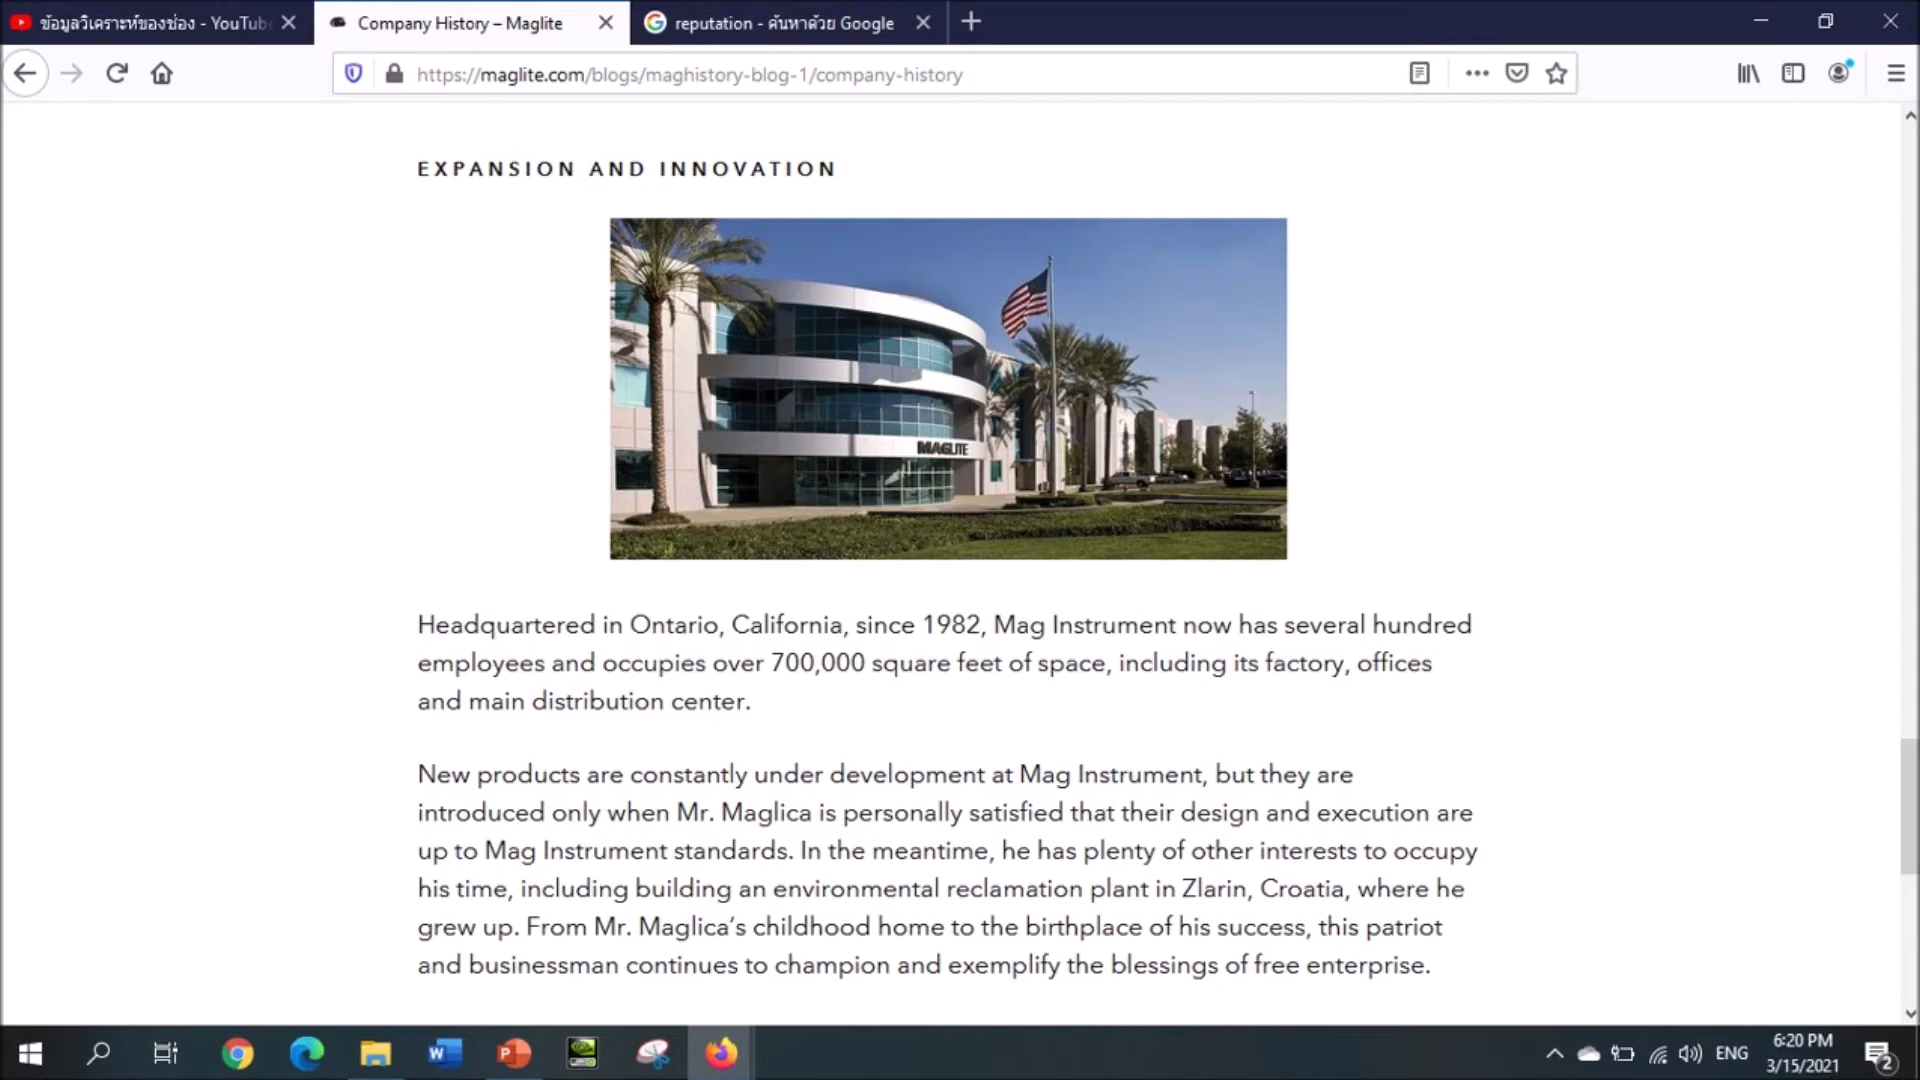 ข้อมูลวิเคราะห์ของช่อง - YouTube
Company History – Maglite
reputation - ค้นหาด้วย Google
https://maglite.com/blogs/maghistory-blog-1/company-history
EXPANSION AND INNOVATION
MAGLITE
Headquartered in Ontario, California, since 1982, Mag Instrument now has several hundred
employees and occupies over 700,000 square feet of space, including its factory, offices
and main distribution center.
New products are constantly under development at Mag Instrument, but they are
introduced only when Mr. Maglica is personally satisfied that their design and execution are
up to Mag Instrument standards. In the meantime, he has plenty of other interests to occupy
his time, including building an environmental reclamation plant in Zlarin, Croatia, where he
grew up. From Mr. Maglica’s childhood home to the birthplace of his success, this patriot
and businessman continues to champion and exemplify the blessings of free enterprise.
ENG
6:20 PM
3/15/2021
2